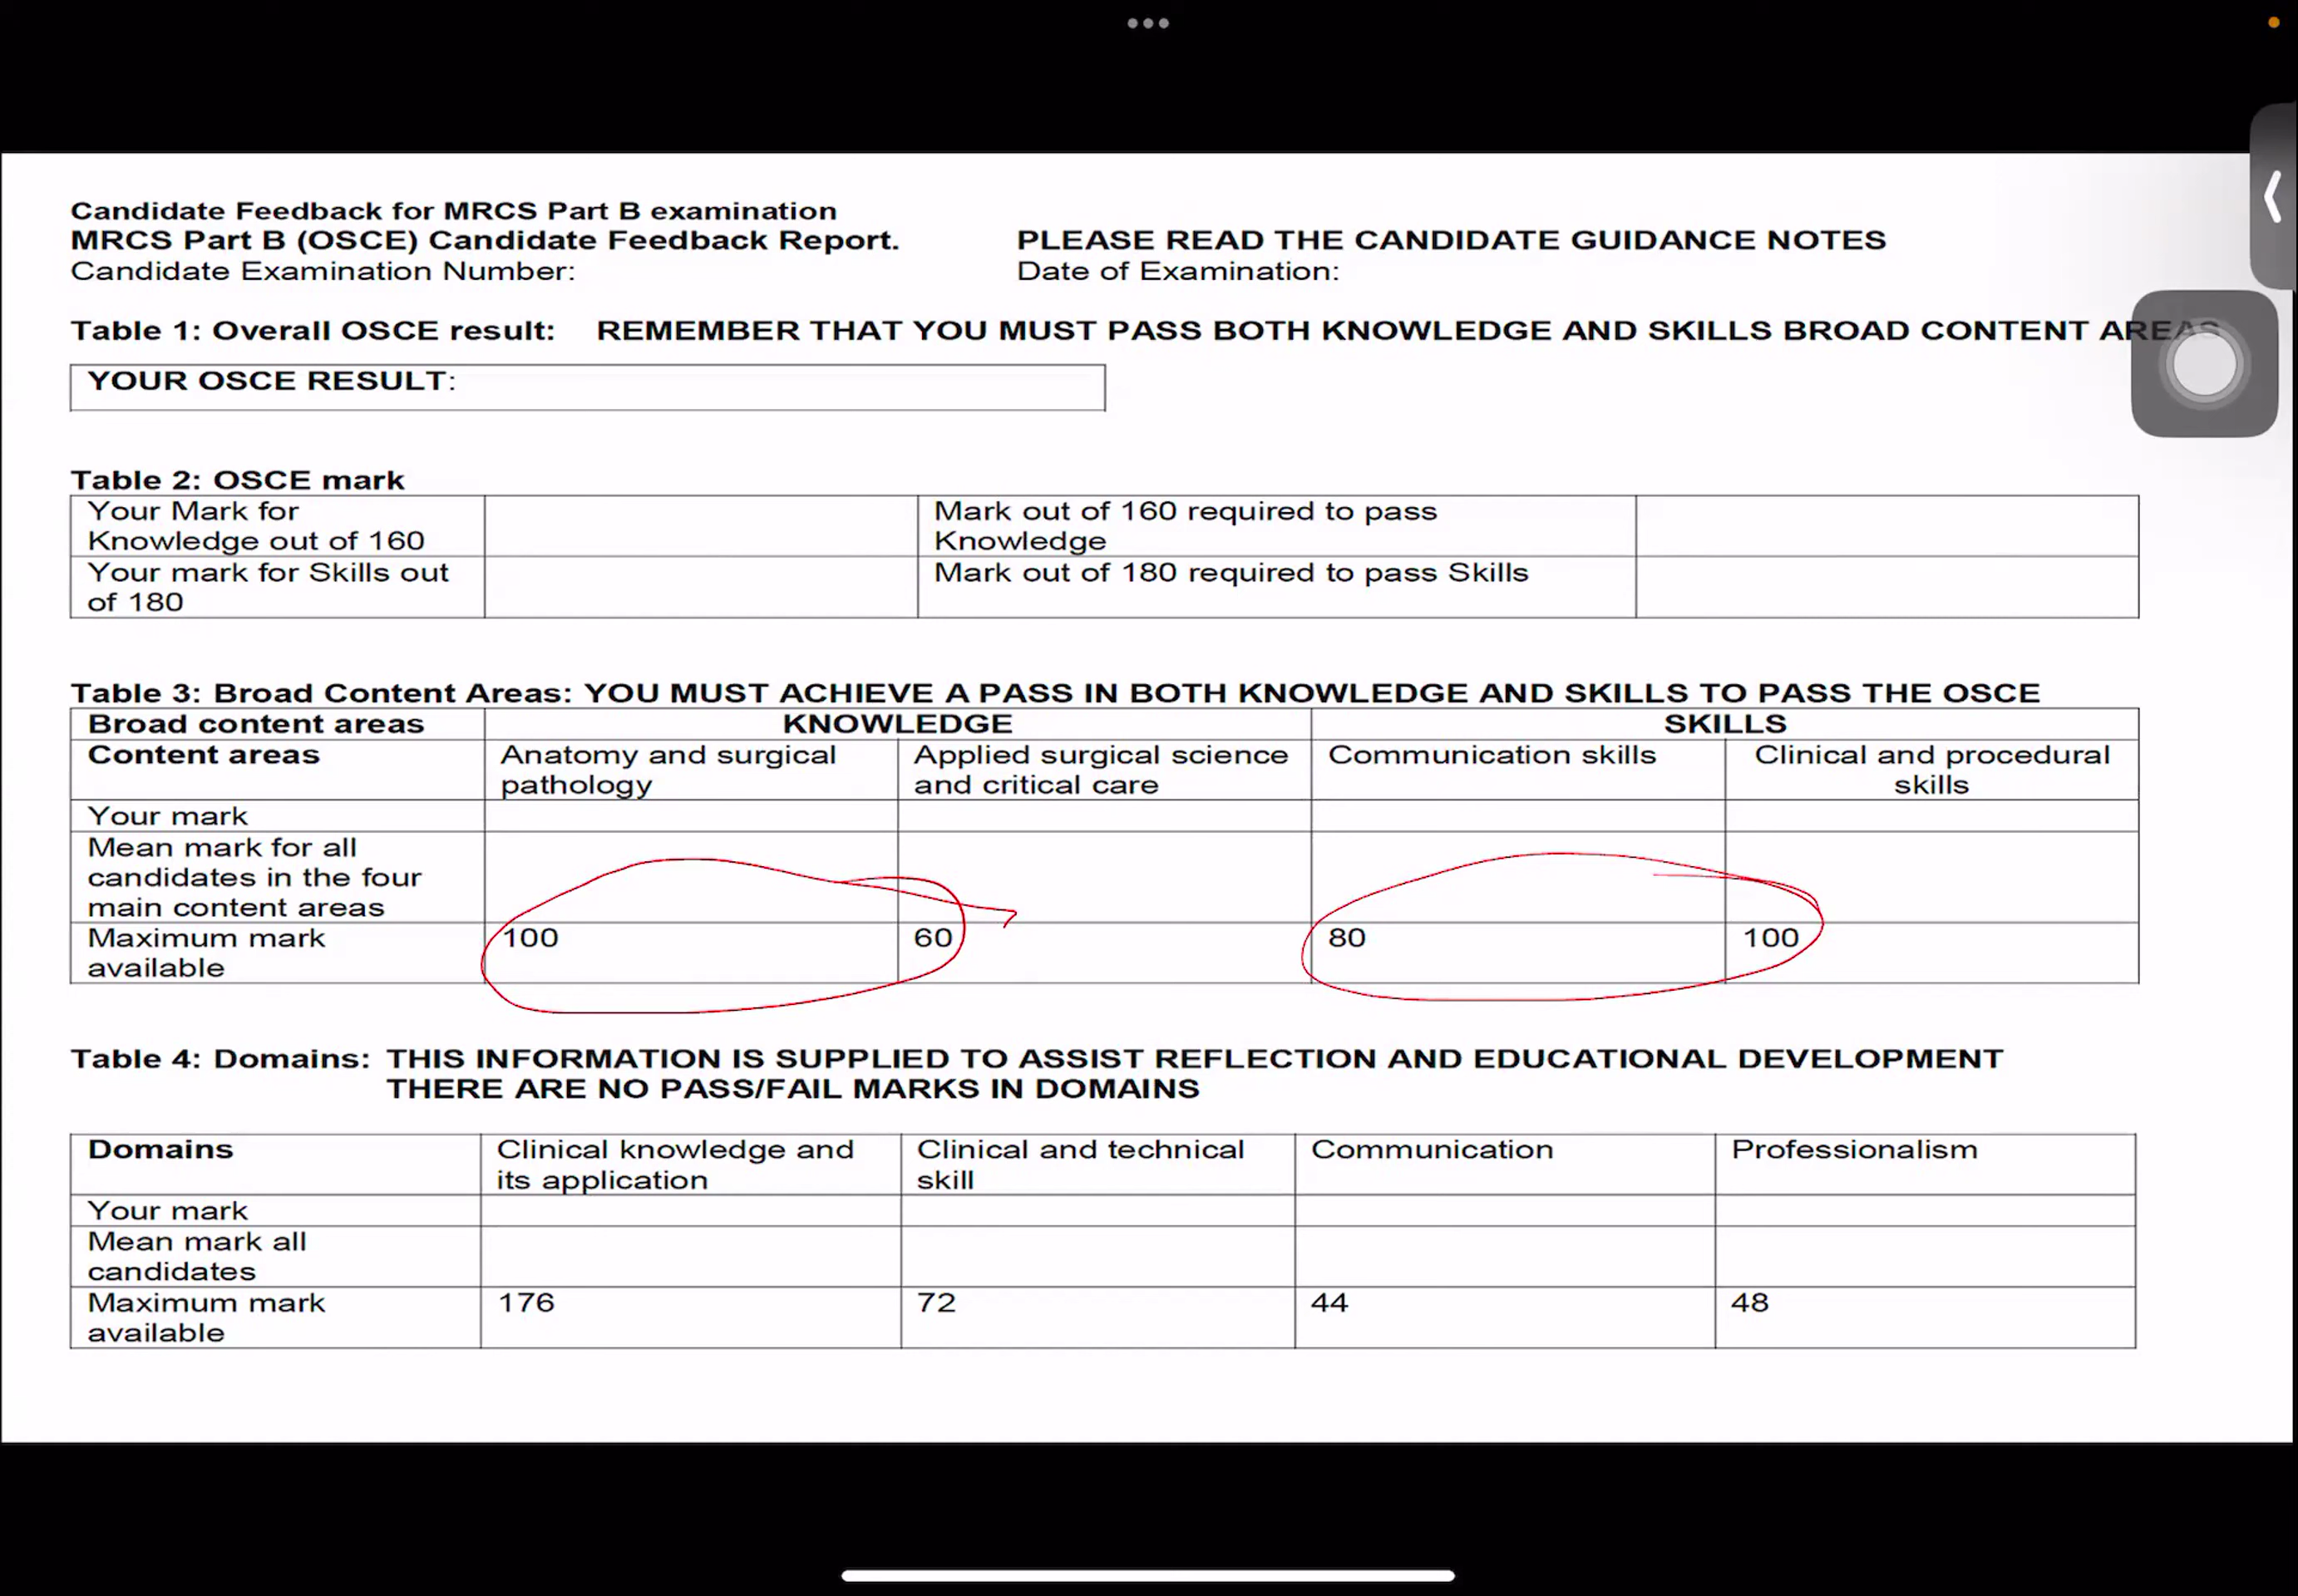 Candidate Feedback for MRCS Part B examination
MRCS Part B (OSCE) Candidate Feedback Report. PLEASE READ THE CANDIDATE GUIDANCE NOTES
Candidate Examination Number: Date of Examination:
Table 1: Overall OSCE result: REMEMBER THAT YOU MUST PASS BOTH KNOWLEDGE AND SKILLS BROAD CONTENT AREAS
YOUR OSCE RESULT:
Table 2: OSCE mark
Your Mark for
Knowledge out of 160
Mark out of 160 required to pass
Knowledge
Your mark for Skills out
of 180
Mark out of 180 required to pass Skills
Table 3: Broad Content Areas: YOU MUST ACHIEVE A PASS IN BOTH KNOWLEDGE AND SKILLS TO PASS THE OSCE
Broad content areas KNOWLEDGE SKILLS
Content areas
Anatomy and surgical
pathology
Applied surgical science
and critical care
Communication skills
Clinical and procedural
skills
Your mark
Mean mark for all
candidates in the four
main content areas
Maximum mark
available
100 60 80 100
Table 4: Domains: THIS INFORMATION IS SUPPLIED TO ASSIST REFLECTION AND EDUCATIONAL DEVELOPMENT
THERE ARE NO PASS/FAIL MARKS IN DOMAINS
Domains
Clinical knowledge and
its application
Clinical and technical
skill
Communication
Professionalism
Your mark
Mean mark all
candidates
Maximum mark
available
176 72 44 48